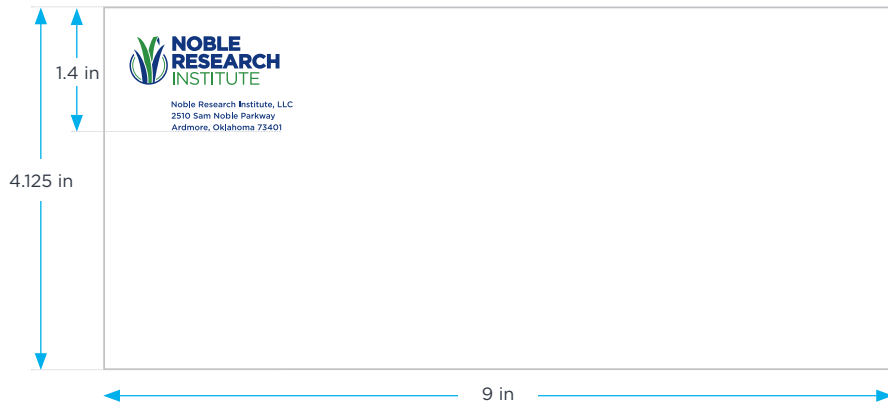 NOBLE
RESEARCH
INSTITUTE
1.4 in
Noble Research Institute, LLC
2510 Sam Noble Parkway
Ardmore, Oklahoma 73401
4.125 in
9 in